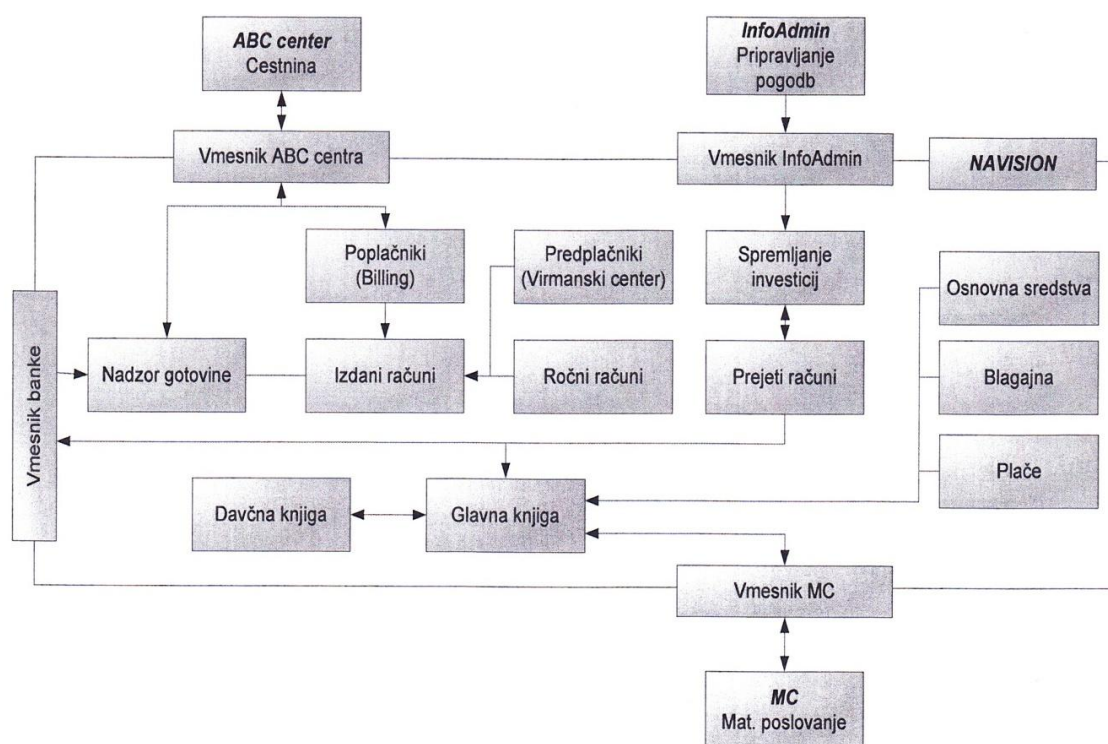 ABC center
Cestnina
InfoAdmin
Pripravljanje
pogodb
Vmesnik ABC centra
Vmesnik InfoAdmin
NAVISION
Poplačniki
(Billing)
Predplačniki
(Virmanski center)
Spremljanje
investicij
Osnovna sredstva
Vmesnik banke
Nadzor gotovine
Izdani računi
Ročni računi
Prejeti računi
Blagajna
Plače
Davčna knjiga
Glavna knjiga
Vmesnik MC
MC
Mat. poslovanje